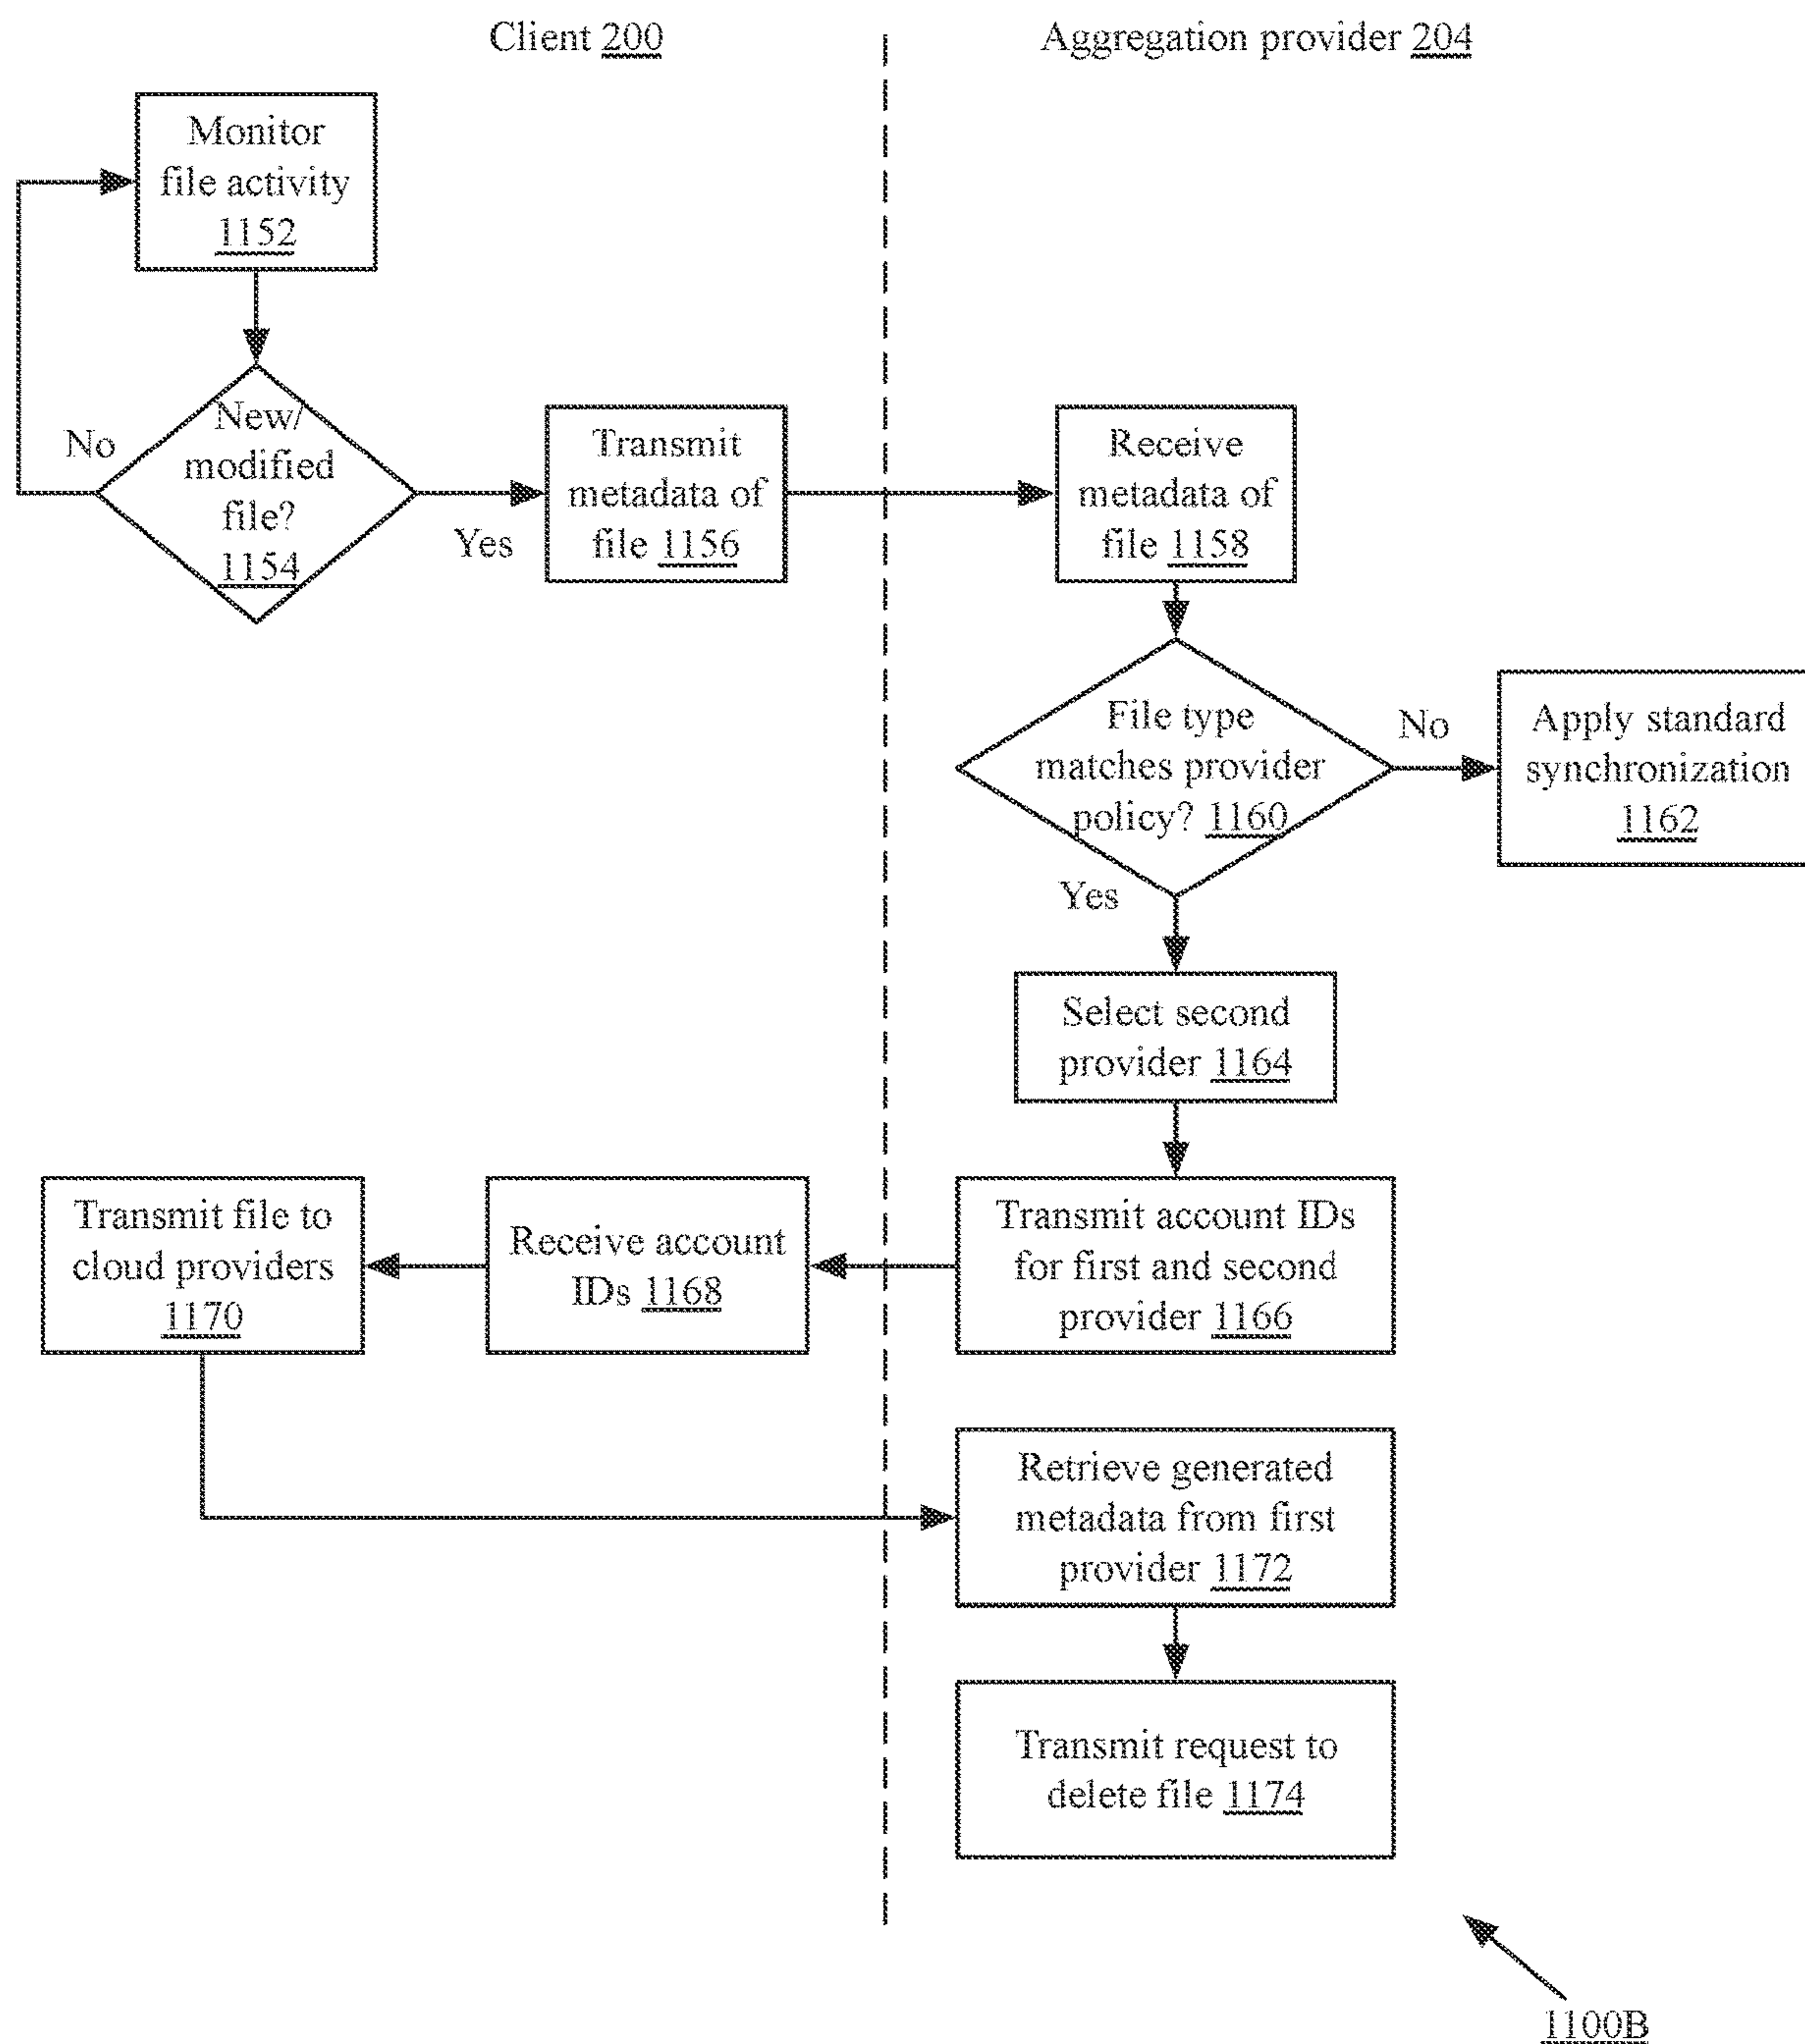 Client 200
Aggregation provider 204
Monitor
file activity
1152
New/
modified
file?
1154
No
Yes
Transmit
metadata of
file 1156
Receive
metadata of
file 1158
File type
matches provider
policy? 1160
No
Apply standard
synchronization
1162
Yes
Select second
provider 1164
Transmit account IDs
for first and second
provider 1166
Receive account
IDs 1168
Transmit file to
cloud providers
1170
Retrieve generated
metadata from first
provider 1172
Transmit request to
delete file 1174
1100B